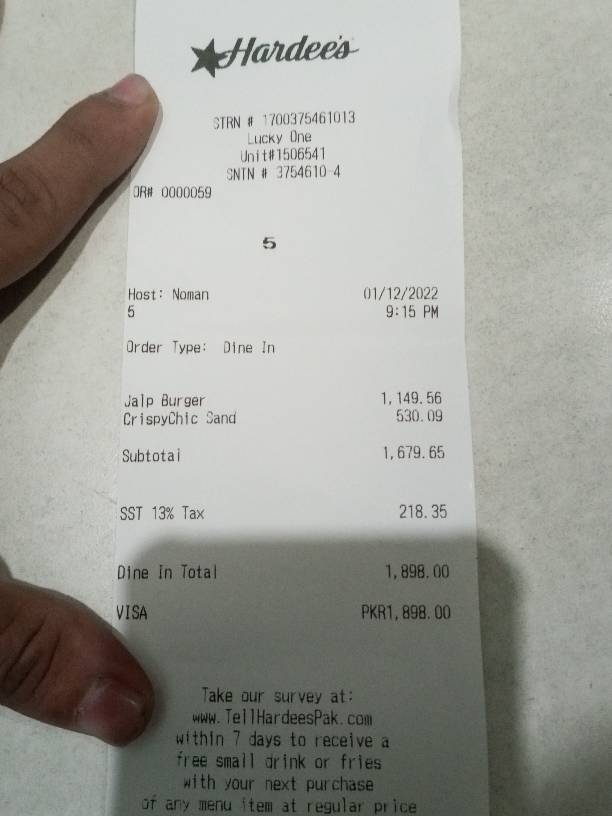 Hardee's
STRN # 1700375461013
Lucky One
Unit#1506541
SNTN # 3754610-4
OR# 0000059
5
Host: Noman 01/12/2022
5 9:15 PM
Order Type: Dine In
Jalp Burger 1,149.56
CrispyChic Sand 530.09
Subtotal 1,679.65
SST 13% Tax 218.35
Dine In Total 1,898.00
VISA PKR1,898.00
Take our survey at:
www.TellHardeesPak.com
within 7 days to receive a
free small drink or fries
with your next purchase
of any menu item at regular price